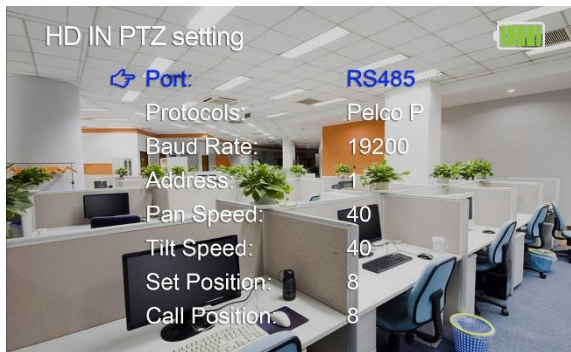 HD IN PTZ setting
Port: RS485
Protocols: Pelco P
Baud Rate: 19200
Address: 1
Pan Speed: 40
Tilt Speed: 40
Set Position: 8
Call Position: 8